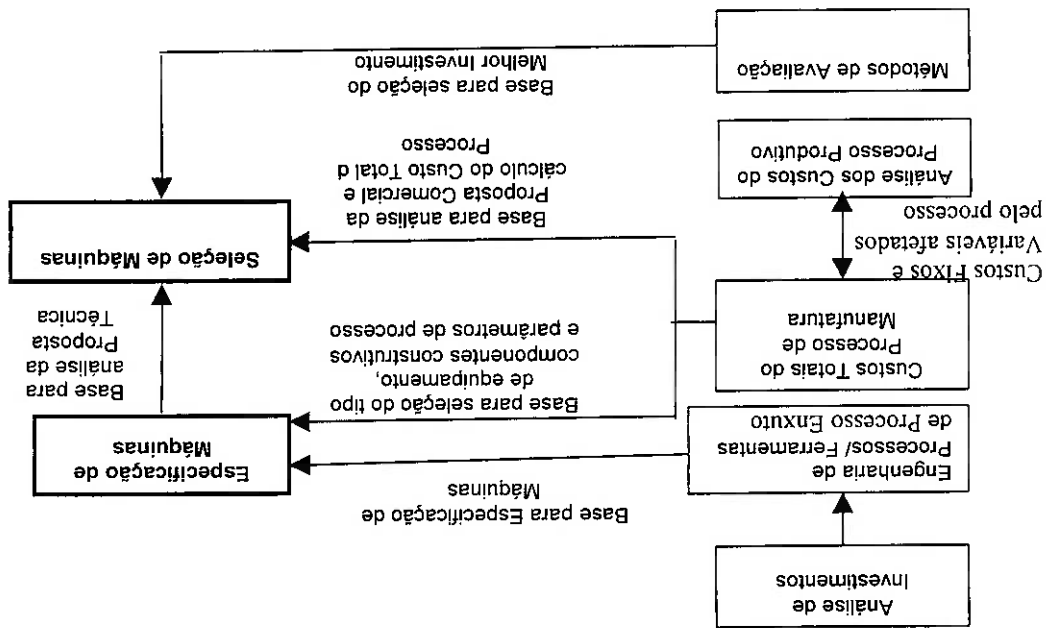 Métodos de Avaliação
Base para seleção do
Melhor Investimento
Análise dos Custos do
Processo Produtivo
Base para análise da
Proposta Comercial e
cálculo do Custo Total d
Processo
Seleção de Máquinas
Custos Fixos e
Variáveis afetados
pelo processo
Custos Totais do
Processo de
Manufatura
Base para seleção do tipo
de equipamento,
componentes construtivos
e parámetros de processo
Base para
análise da
Proposta
Técnica
Engenharia de
Processos/ Ferramentas
de Processo Enxuto
Especificação de
Máquinas
Base para Especificação de
Máquinas
Análise de
Investimentos